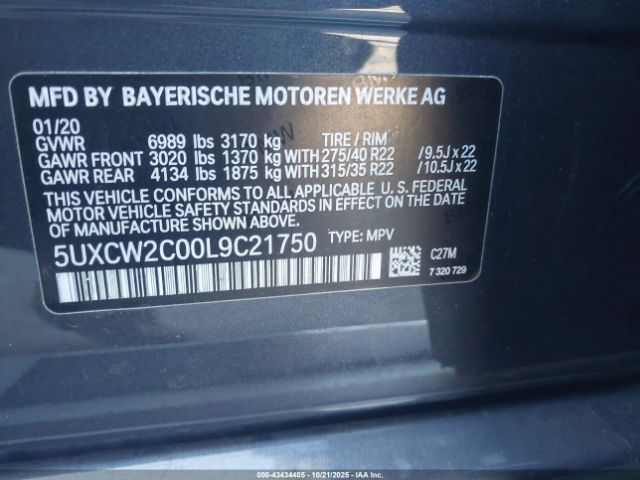 MFD BY BAYERISCHE MOTOREN WERKE AG
01/20
GVWR 6989 lbs 3170 kg TIRE / RIM
GAWR FRONT 3020 lbs 1370 kg WITH 275/40 R22 / 9.5J x 22
GAWR REAR 4134 lbs 1875 kg WITH 315/35 R22 / 10.5J x 22
THIS VEHICLE CONFORMS TO ALL APPLICABLE U. S. FEDERAL
MOTOR VEHICLE SAFETY STANDARDS IN EFFECT ON THE DATE
OF MANUFACTURE SHOWN ABOVE.
5UXCW2C00L9C21750 TYPE: MPV
C27M
7 320 729
000-43434405 | 10/21/2025 - Copart/IAA